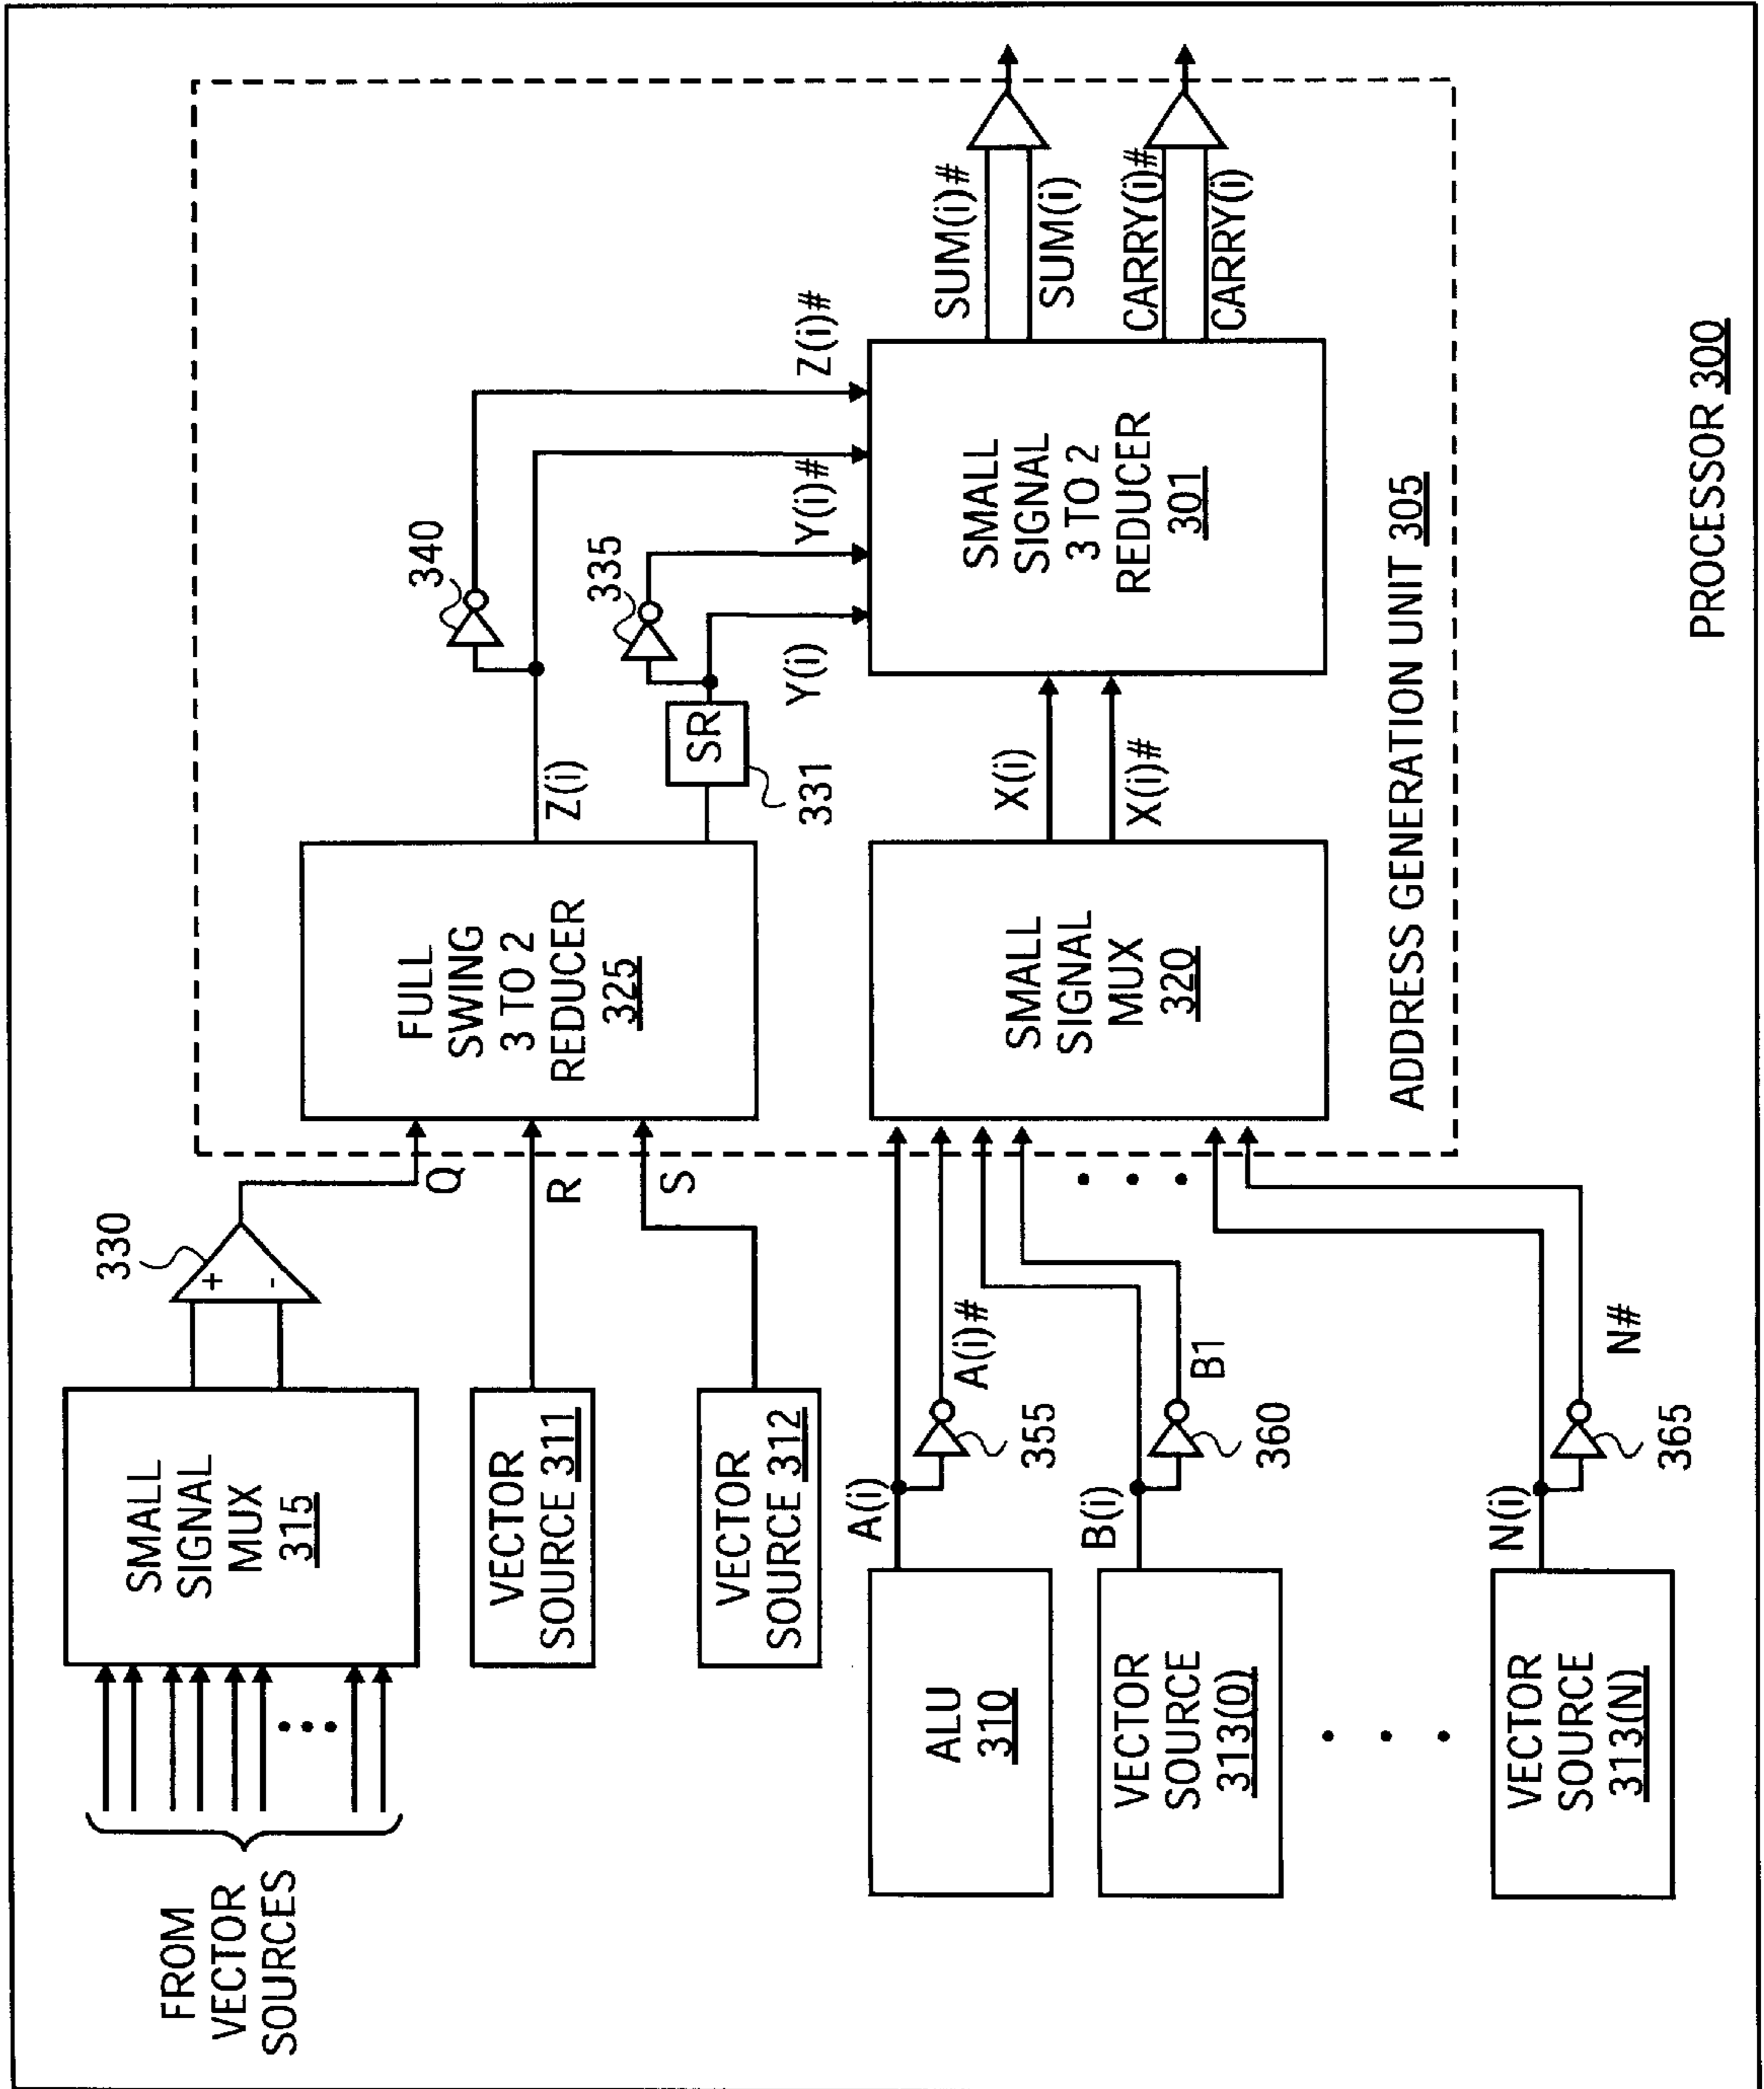 FROM
VECTOR
SOURCES
SMALL
SIGNAL
MUX
315
330
+
-
Q
VECTOR
SOURCE 311
R
VECTOR
SOURCE 312
S
FULL
SWING
3 TO 2
REDUCER
325
Z(i)
340
SR
331
335
Y(i)
Y(i)#
Z(i)#
ALU
310
A(i)
A(i)#
355
VECTOR
SOURCE
313(0)
B(i)
B1
360
VECTOR
SOURCE
313(N)
N(i)
N#
365
SMALL
SIGNAL
MUX
320
X(i)
X(i)#
SMALL
SIGNAL
3 TO 2
REDUCER
301
SUM(i)#
SUM(i)
CARRY(i)#
CARRY(i)
ADDRESS GENERATION UNIT 305
PROCESSOR 300